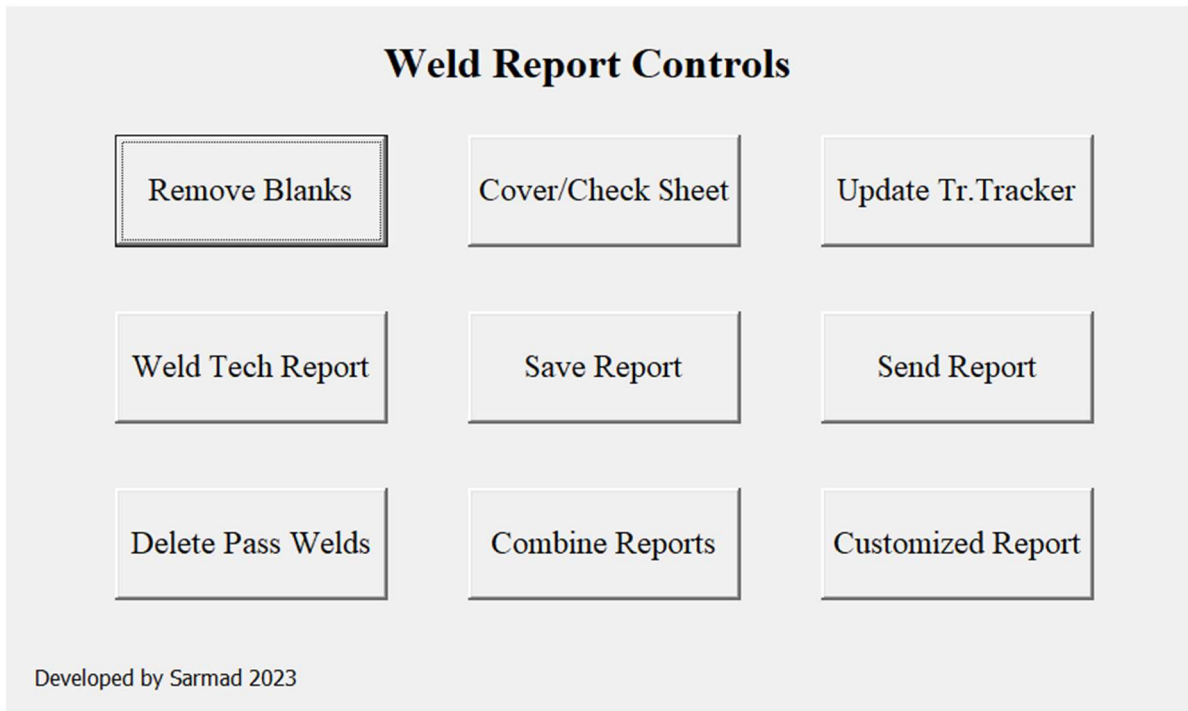 Weld Report Controls
Remove Blanks
Cover/Check Sheet
Update Tr.Tracker
Weld Tech Report
Save Report
Send Report
Delete Pass Welds
Combine Reports
Customized Report
Developed by Sarmad 2023